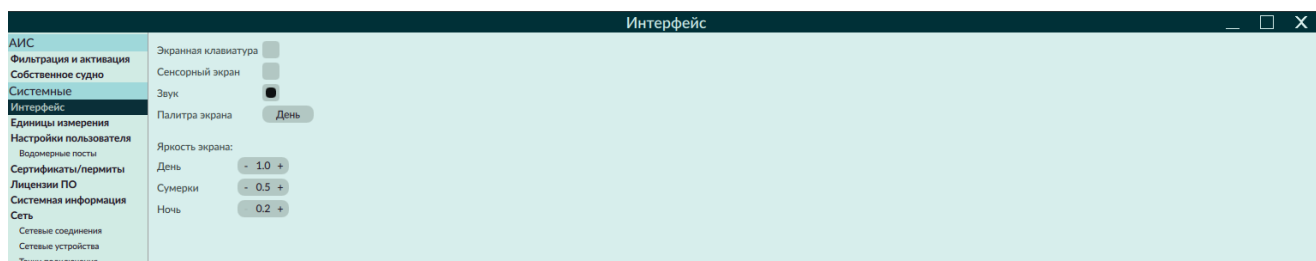 Интерфейс
АИС
Фильтрация и активация
Собственное судно
Системные
Интерфейс
Единицы измерения
Настройки пользователя
Водомерные посты
Сертификаты/пермиты
Лицензии ПО
Системная информация
Сеть
Сетевые соединения
Сетевые устройства
Экранная клавиатура
Сенсорный экран
Звук
Палитра экрана День
Яркость экрана:
День - 1.0 +
Сумерки - 0.5 +
Ночь 0.2 +